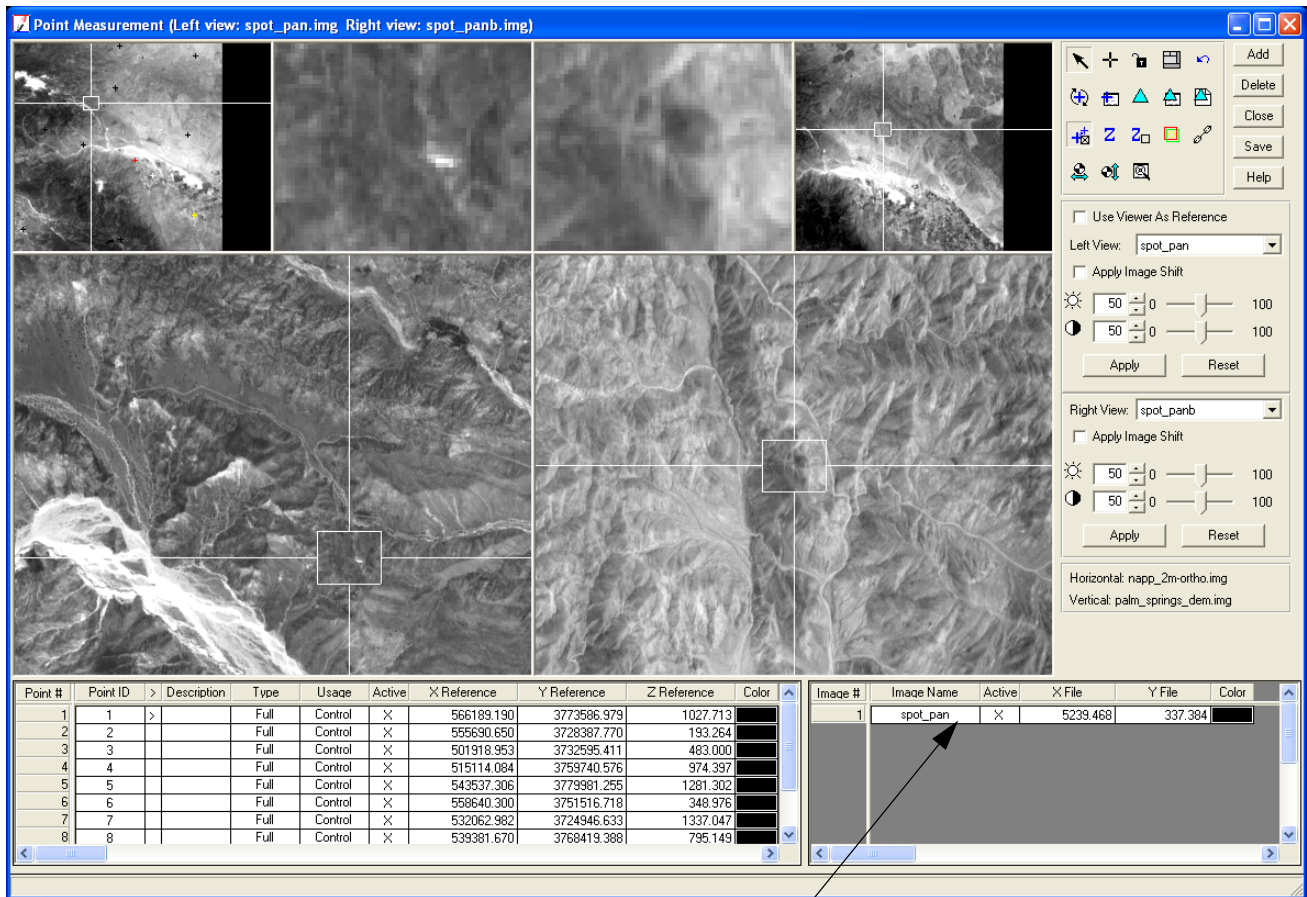 Point Measurement (Left view: spot_pan.img Right view: spot_panb.img)
Add
Delete
Close
Save
Help
Use Viewer As Reference
Left View: spot_pan
Apply Image Shift
50 0 100
50 0 100
Apply Reset
Right View: spot_panb
Apply Image Shift
50 0 100
50 0 100
Apply Reset
Horizontal: napp_2m-ortho.img
Vertical: palm_springs_dem.img
Point # Point ID > Description Type Usage Active X Reference Y Reference Z Reference Color
1 1 > Full Control X 566189.190 3773586.979 1027.713
2 2 Full Control X 555690.650 3728387.770 193.264
3 3 Full Control X 501918.953 3732595.411 483.000
4 4 Full Control X 515114.084 3759740.576 974.397
5 5 Full Control X 543537.306 3779981.255 1281.302
6 6 Full Control X 558640.300 3751516.718 348.976
7 7 Full Control X 532062.982 3724946.633 1337.047
8 8 Full Control X 539381.670 3768419.388 795.149
Image # Image Name Active X File Y File Color
1 spot_pan X 5239.468 337.384